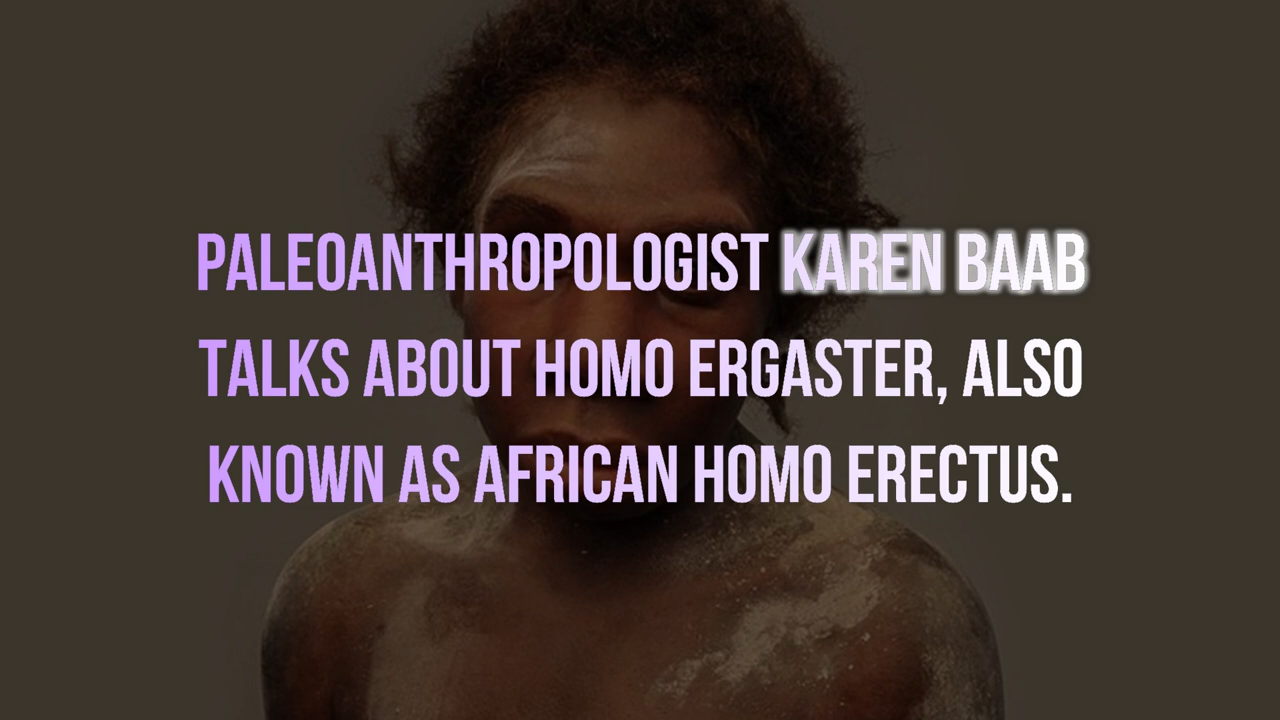 PALEOANTHROPOLOGIST KAREN BAAB
TALKS ABOUT HOMO ERGASTER, ALSO
KNOWN AS AFRICAN HOMO ERECTUS.